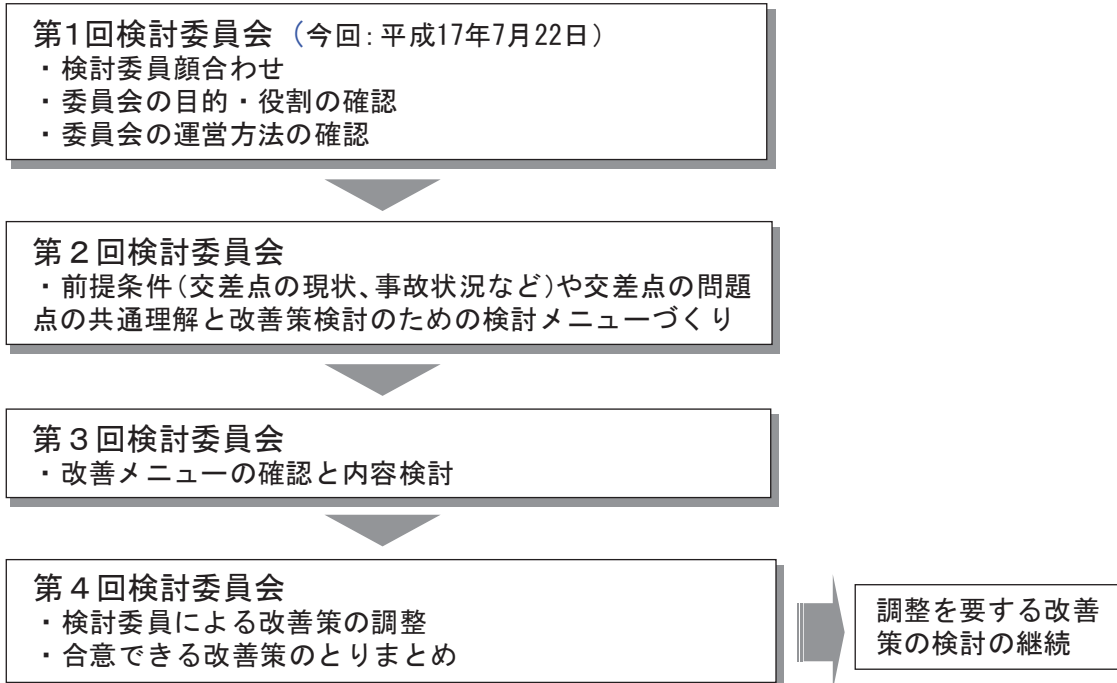 第1回検討委員会（今回：平成17年7月22日）
・検討委員顔合わせ
・委員会の目的・役割の確認
・委員会の運営方法の確認
第２回検討委員会
・前提条件（交差点の現状、事故状況など）や交差点の問題
点の共通理解と改善策検討のための検討メニューづくり
第３回検討委員会
・改善メニューの確認と内容検討
第４回検討委員会
・検討委員による改善策の調整
・合意できる改善策のとりまとめ
調整を要する改善
策の検討の継続